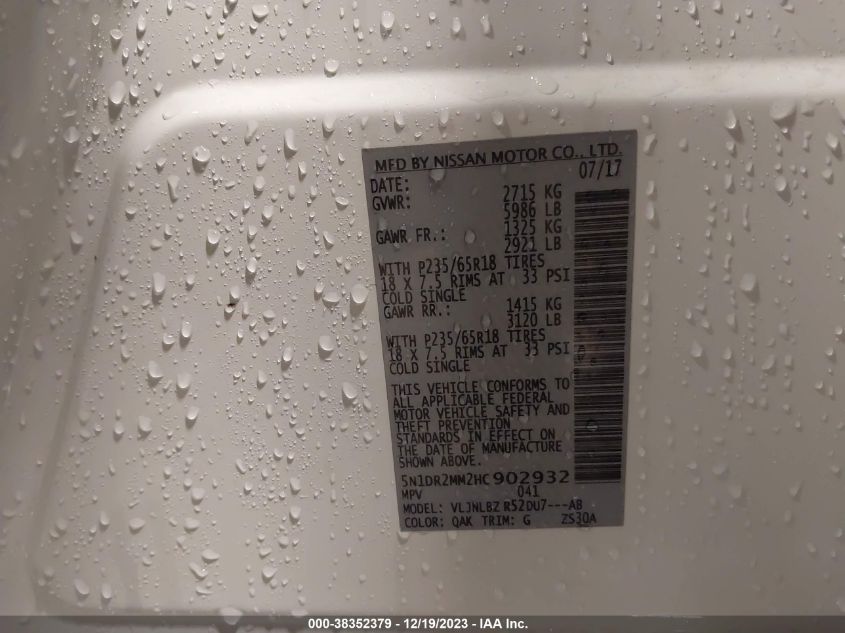 MFD BY NISSAN MOTOR CO., LTD.
DATE: 07/17
GVWR: 2715 KG
5986 LB
GAWR FR.: 1325 KG
2921 LB
WITH P235/65R18 TIRES
18 X 7.5 RIMS AT 33 PSI
COLD SINGLE
GAWR RR.: 1415 KG
3120 LB
WITH P235/65R18 TIRES
18 X 7.5 RIMS AT 33 PSI
COLD SINGLE
THIS VEHICLE CONFORMS TO
ALL APPLICABLE FEDERAL
MOTOR VEHICLE SAFETY AND
THEFT PREVENTION
STANDARDS IN EFFECT ON
THE DATE OF MANUFACTURE
SHOWN ABOVE.
5N1DR2MM2HC902932
MPV 041
MODEL: VLJNLBZ R52DU7---AB
COLOR: QAK TRIM: G ZS30A
000-38352379 - 12/19/2023 - IAA Inc.